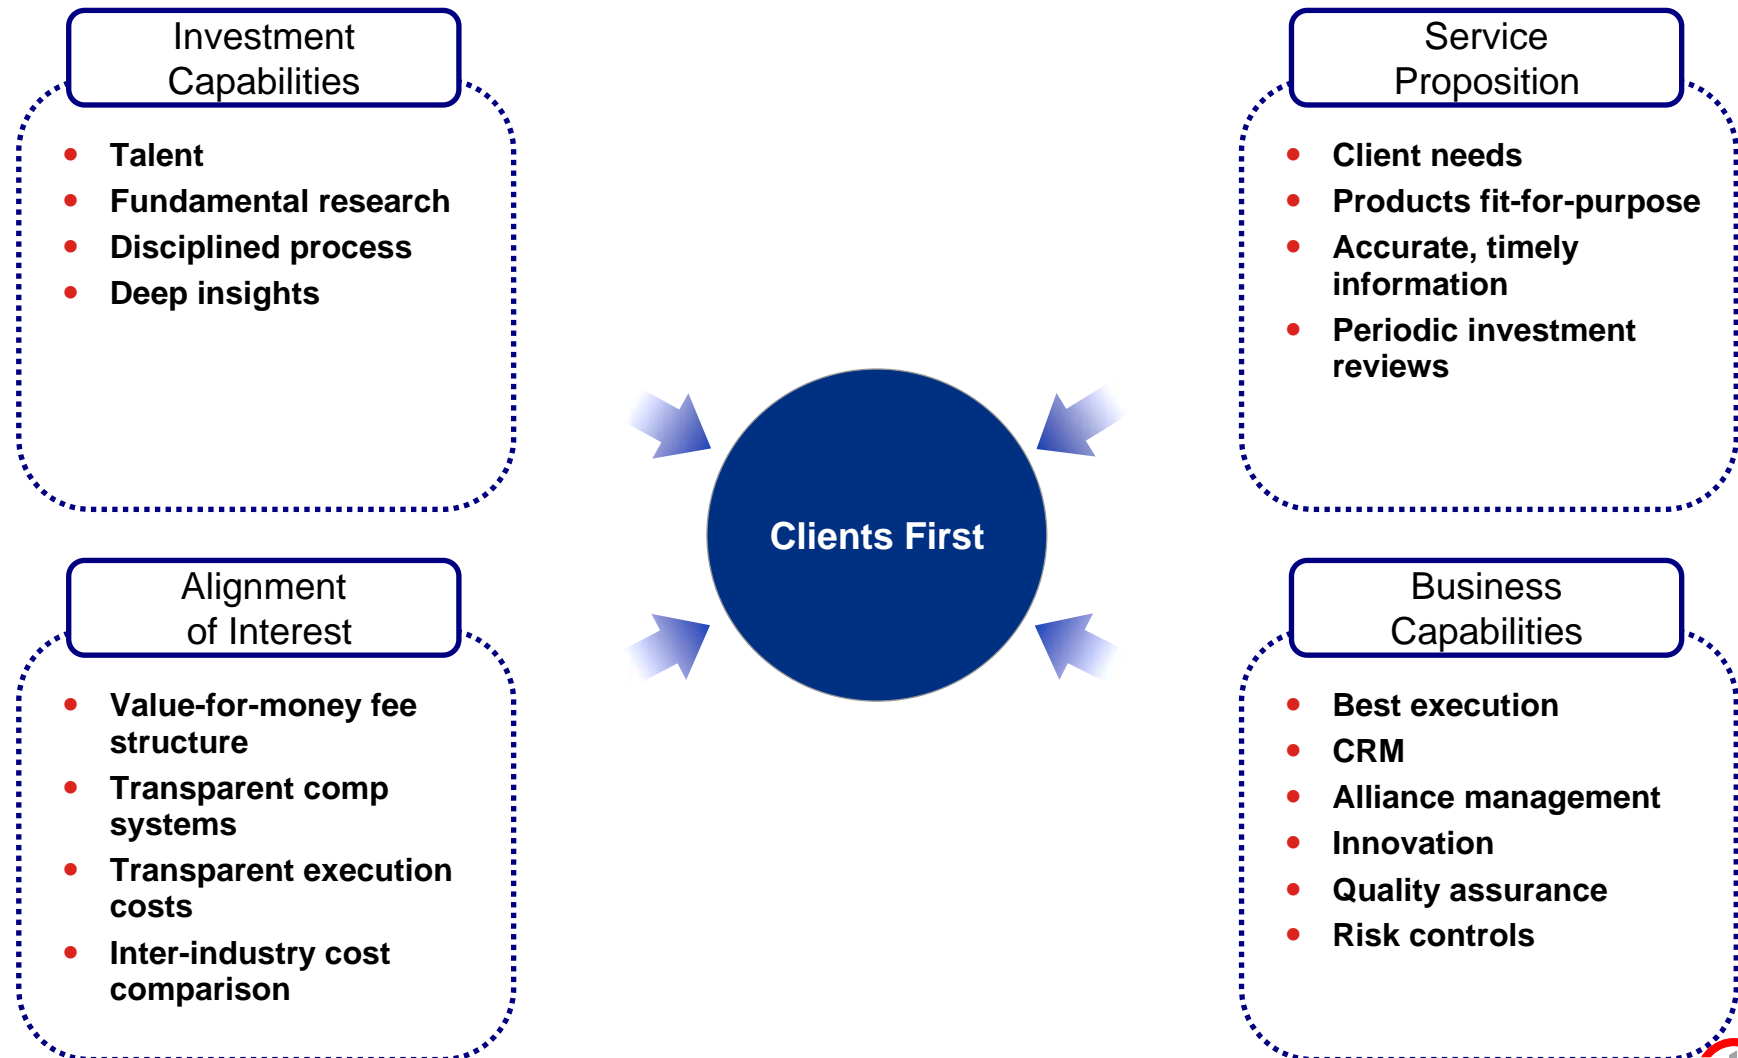 Investment
Capabilities
Talent
Fundamental research
Disciplined process
Deep insights
Service
Proposition
Client needs
Products fit-for-purpose
Accurate, timely
information
Periodic investment
reviews
Clients First
Alignment
of Interest
Value-for-money fee
structure
Transparent comp
systems
Transparent execution
costs
Inter-industry cost
comparison
Business
Capabilities
Best execution
CRM
Alliance management
Innovation
Quality assurance
Risk controls